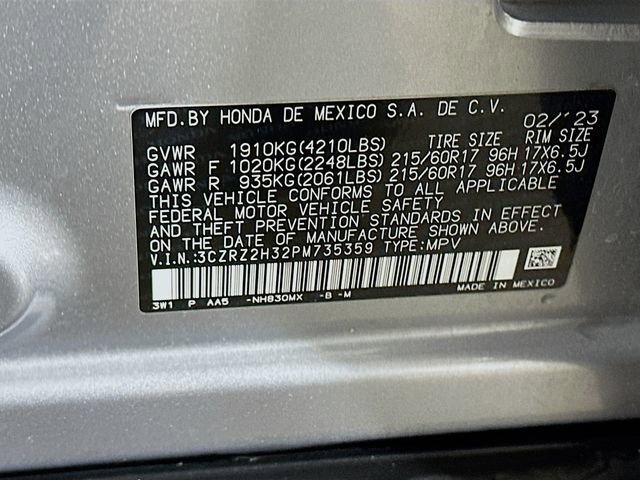 MFD.BY HONDA DE MEXICO S.A. DE C.V. 02/'23
TIRE SIZE RIM SIZE
GVWR 1910KG(4210LBS)
GAWR F 1020KG(2248LBS) 215/60R17 96H 17X6.5J
GAWR R 935KG(2061LBS) 215/60R17 96H 17X6.5J
THIS VEHICLE CONFORMS TO ALL APPLICABLE
FEDERAL MOTOR VEHICLE SAFETY
AND THEFT PREVENTION STANDARDS IN EFFECT
ON THE DATE OF MANUFACTURE SHOWN ABOVE.
V.I.N.:3CZRZ2H32PM735359 TYPE:MPV
3W1 P AA5 -NH830MX -B -M MADE IN MEXICO